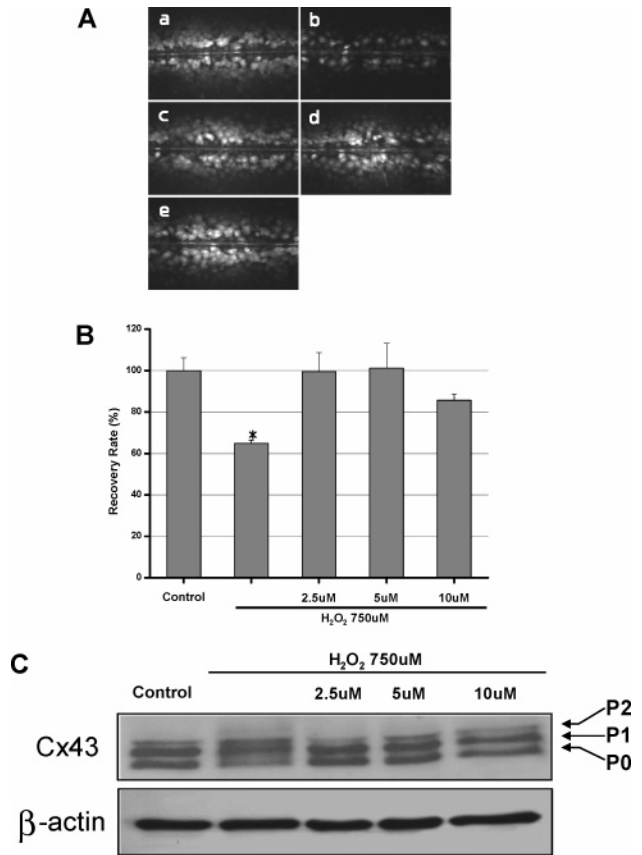 A
a
b
c
d
e
B
120
100
80
60
40
20
0
Recovery Rate (%)
*
Control
2.5uM
5uM
10uM
H₂O₂ 750uM
C
H₂O₂ 750uM
Control
2.5uM
5uM
10uM
Cx43
P2
P1
P0
β-actin